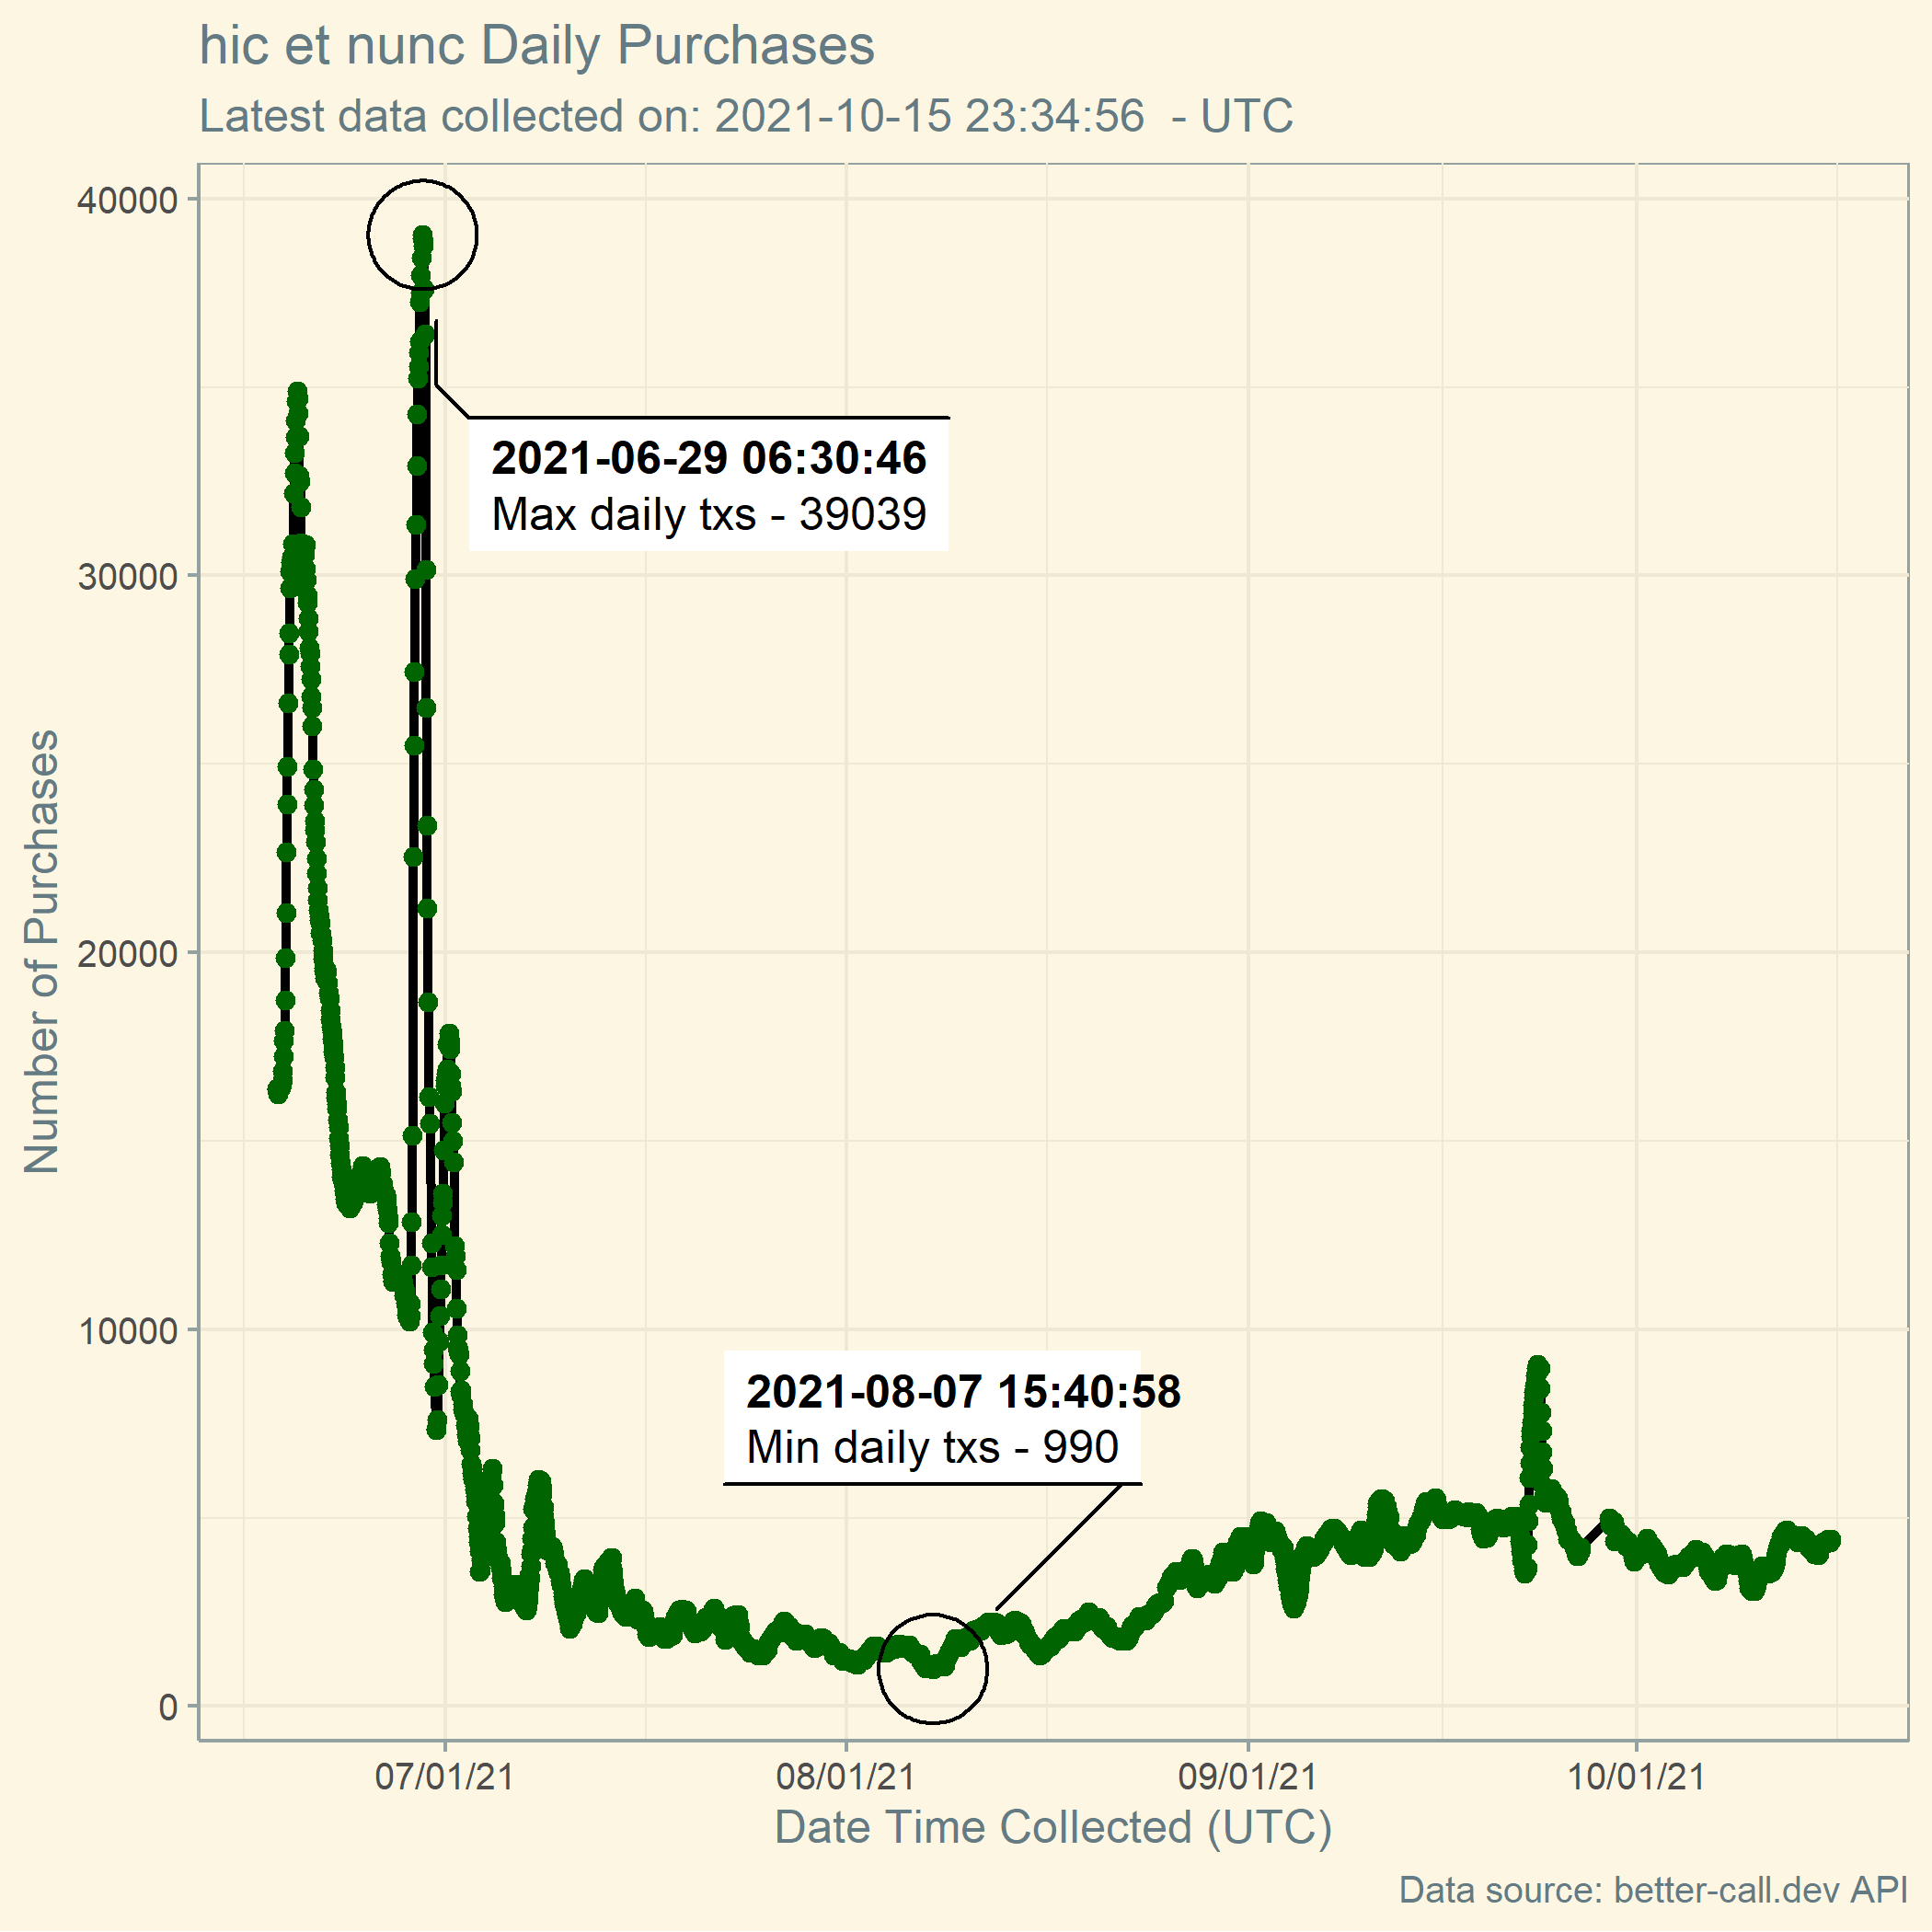 hic et nunc Daily Purchases
Latest data collected on: 2021-10-15 23:34:56  - UTC
40000
30000
20000
10000
0
Number of Purchases
2021-06-29 06:30:46
Max daily txs - 39039
2021-08-07 15:40:58
Min daily txs - 990
07/01/21
08/01/21
09/01/21
10/01/21
Date Time Collected (UTC)
Data source: better-call.dev API